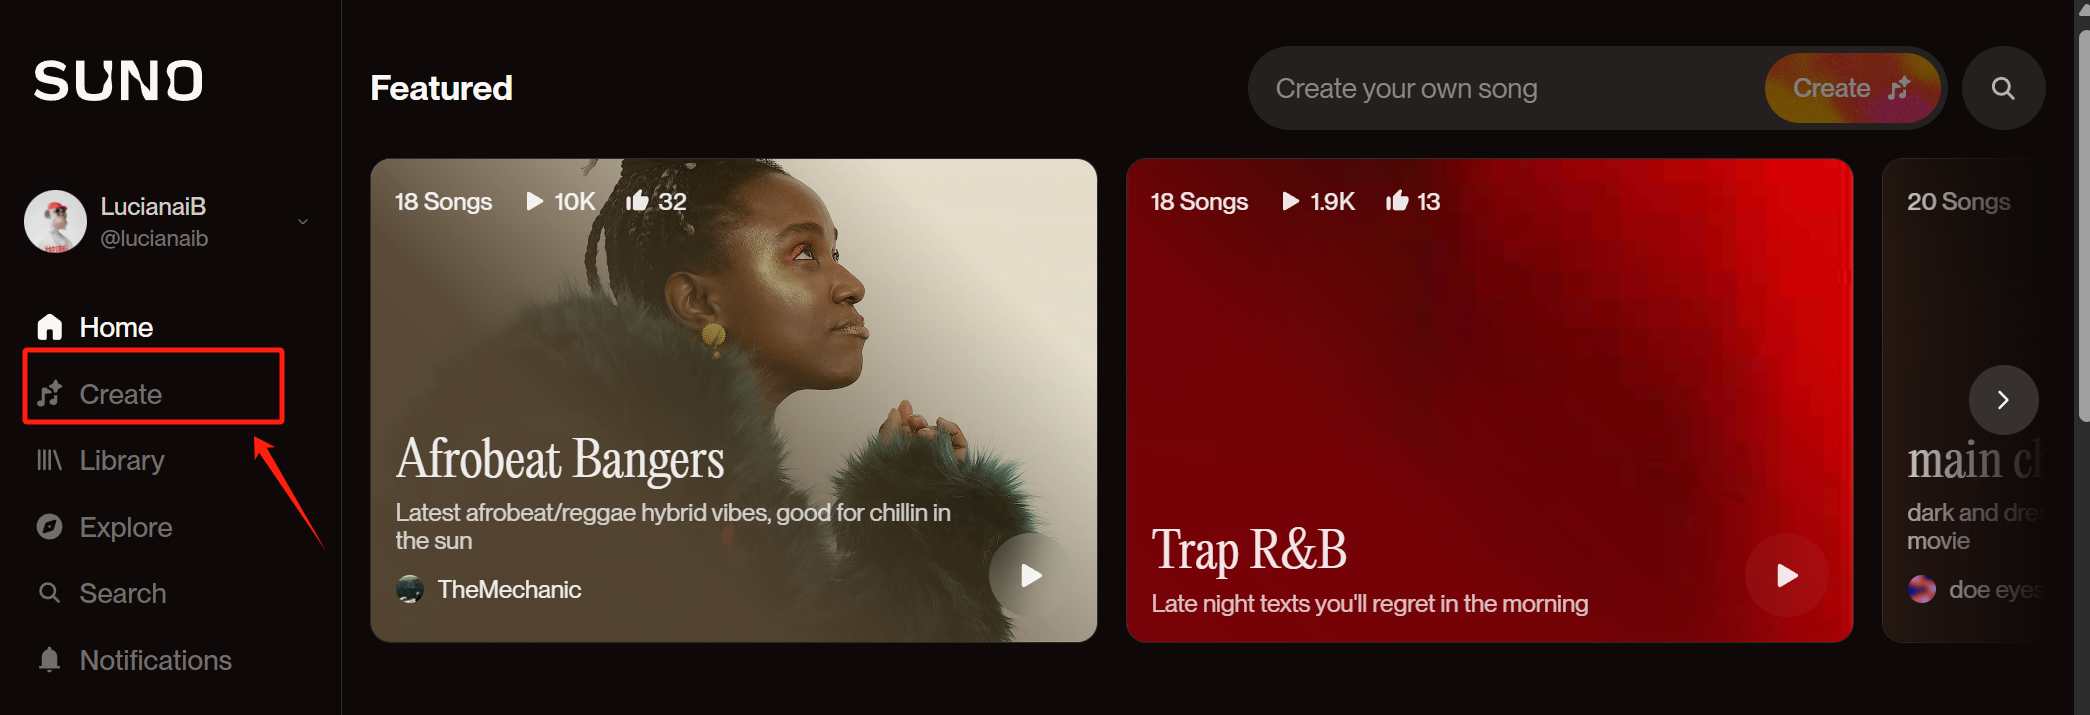 SUNO
LucianaiB
@lucianaib
Home
Create
Library
Explore
Search
Notifications
Featured
Create your own song
Create
18 Songs 10K 32
Afrobeat Bangers
Latest afrobeat/reggae hybrid vibes, good for chillin in
the sun
TheMechanic
18 Songs 1.9K 13
Trap R&B
Late night texts you'll regret in the morning
20 Songs
main
dark and
movie
doe eyes